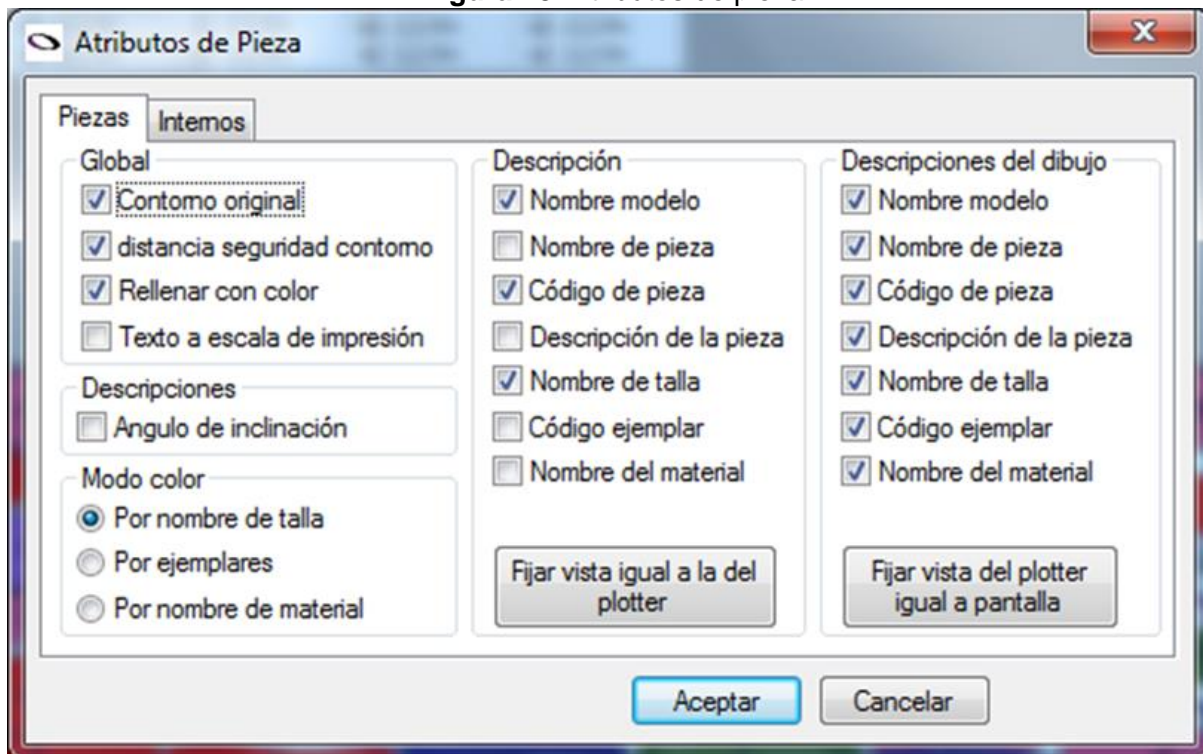 Atributos de Pieza
Piezas
Internos
Global
Contorno original
distancia seguridad contorno
Rellenar con color
Texto a escala de impresión
Descripciones
Angulo de inclinación
Modo color
Por nombre de talla
Por ejemplares
Por nombre de material
Descripción
Nombre modelo
Nombre de pieza
Código de pieza
Descripción de la pieza
Nombre de talla
Código ejemplar
Nombre del material
Fijar vista igual a la del
plotter
Descripciones del dibujo
Nombre modelo
Nombre de pieza
Código de pieza
Descripción de la pieza
Nombre de talla
Código ejemplar
Nombre del material
Fijar vista del plotter
igual a pantalla
Aceptar
Cancelar